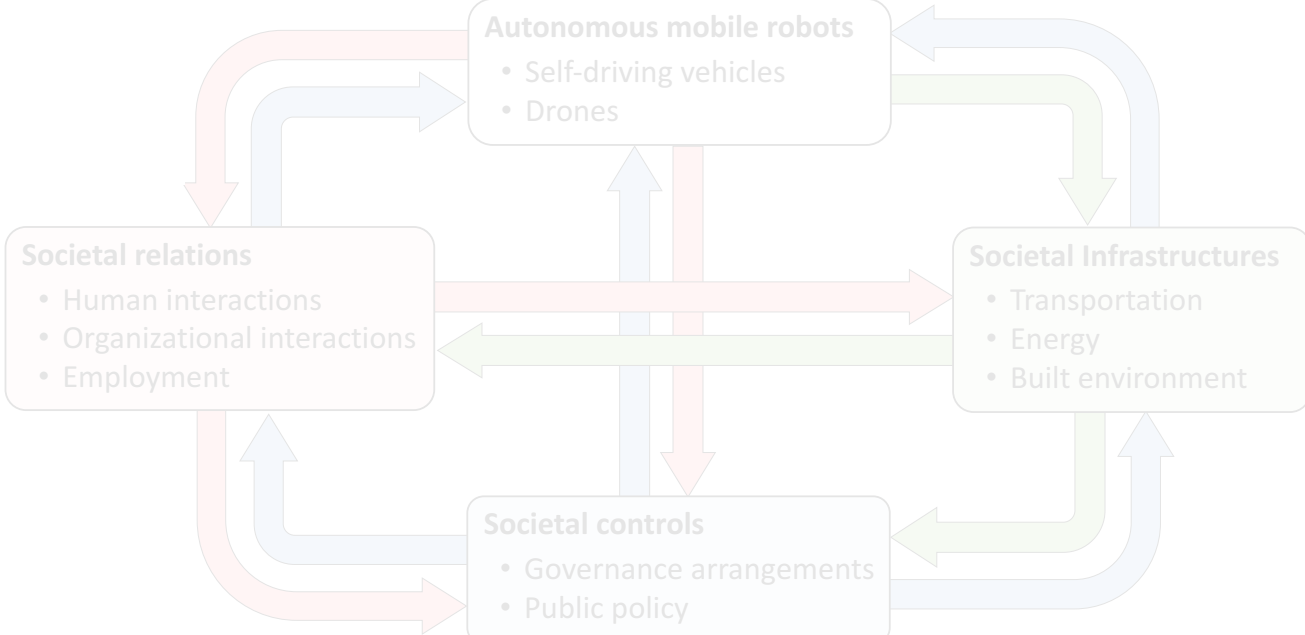 Autonomous mobile robots
• Self-driving vehicles
• Drones
Societal relations
• Human interactions
• Organizational interactions
• Employment
Societal Infrastructures
• Transportation
• Energy
• Built environment
Societal controls
• Governance arrangements
• Public policy